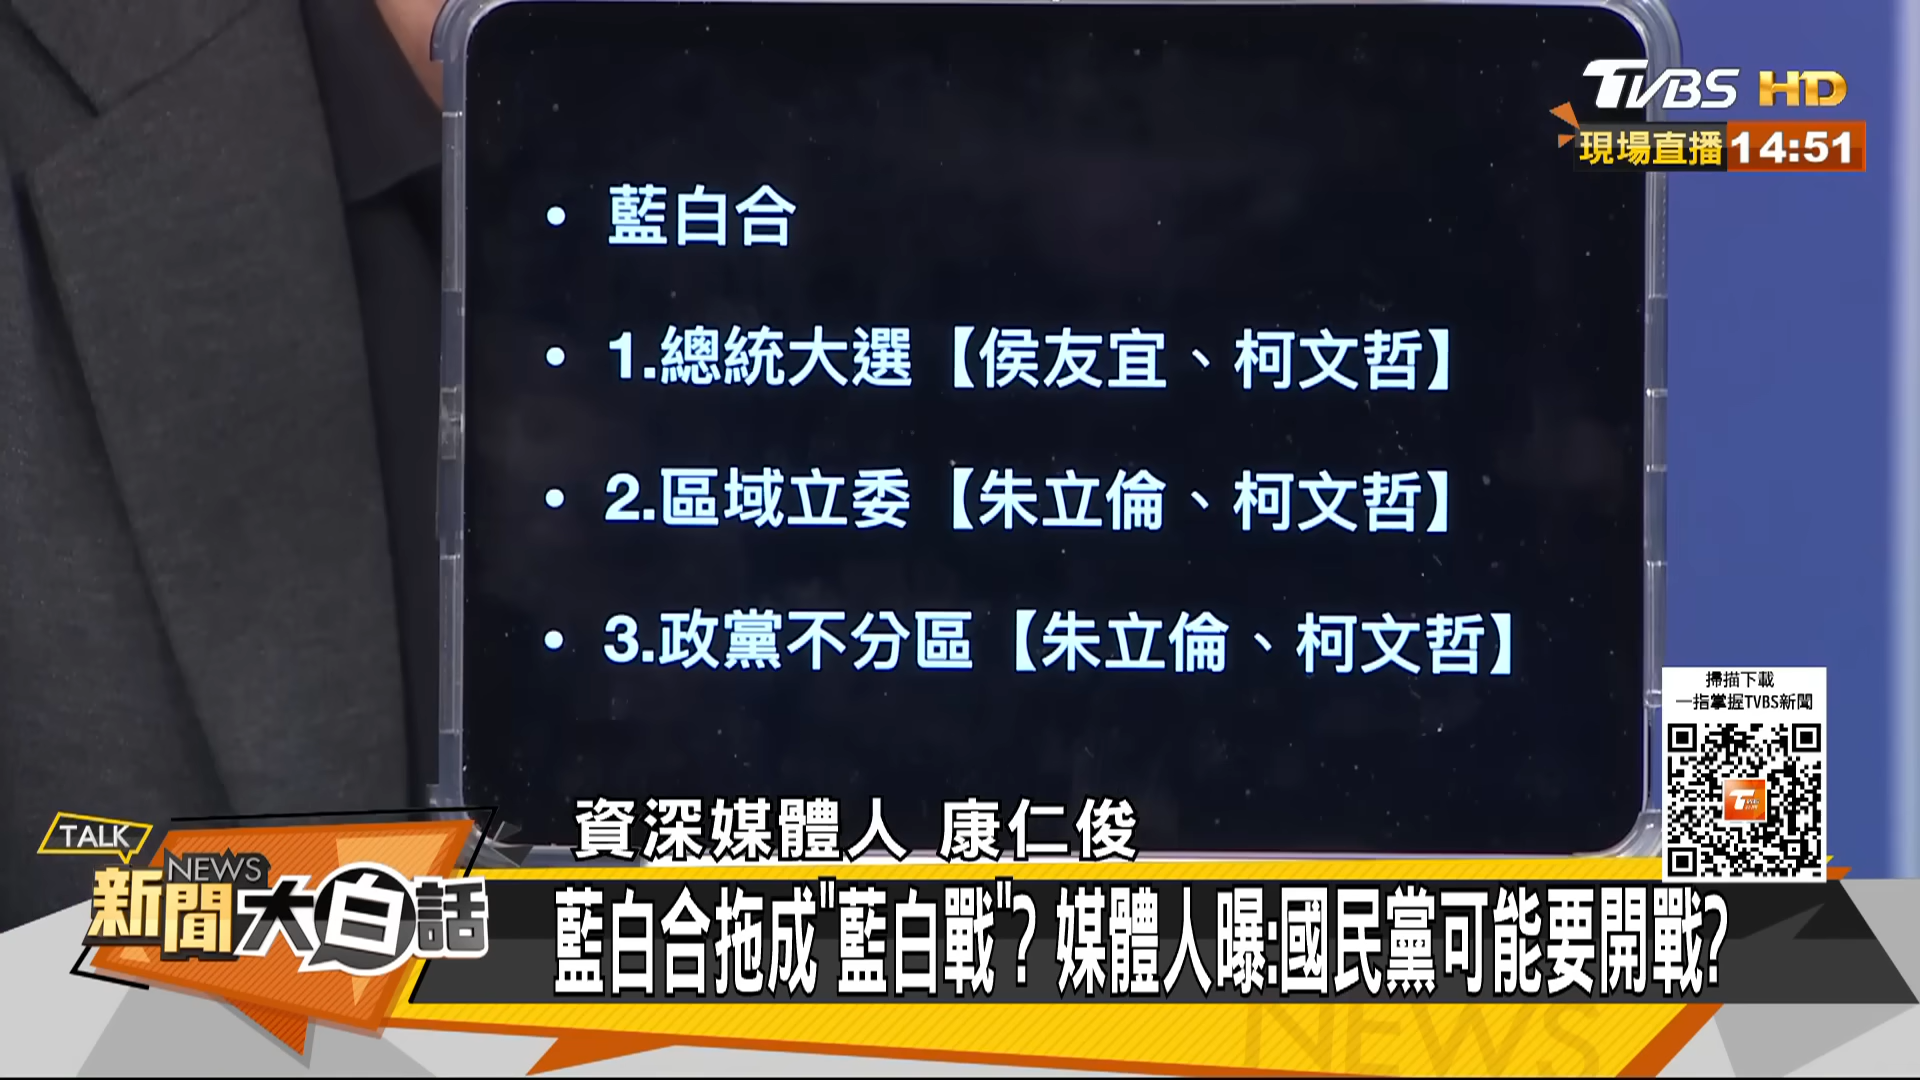 TVBS HD
現場直播 14:51
• 藍白合
• 1.總統大選【侯友宜、柯文哲】
• 2.區域立委【朱立倫、柯文哲】
• 3.政黨不分區【朱立倫、柯文哲】
掃描下載
一指掌握TVBS新聞
資深媒體人 康仁俊
TALK
NEWS
新聞大白話
藍白合拖成"藍白戰"? 媒體人曝:國民黨可能要開戰?
NEWS